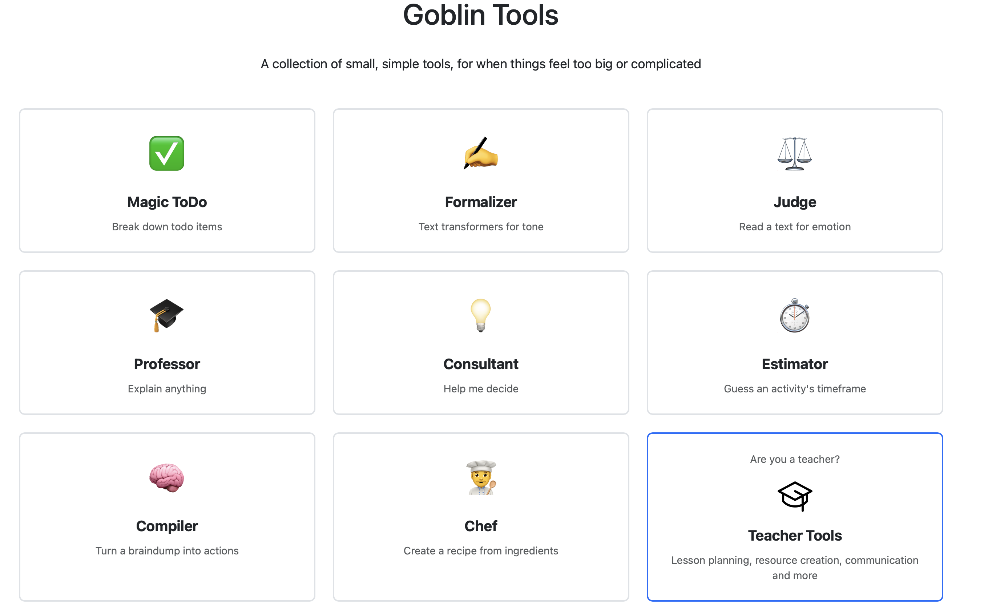 Goblin Tools
A collection of small, simple tools, for when things feel too big or complicated
Magic ToDo
Break down todo items
Formalizer
Text transformers for tone
Judge
Read a text for emotion
Professor
Explain anything
Consultant
Help me decide
Estimator
Guess an activity's timeframe
Compiler
Turn a braindump into actions
Chef
Create a recipe from ingredients
Are you a teacher?
Teacher Tools
Lesson planning, resource creation, communication
and more